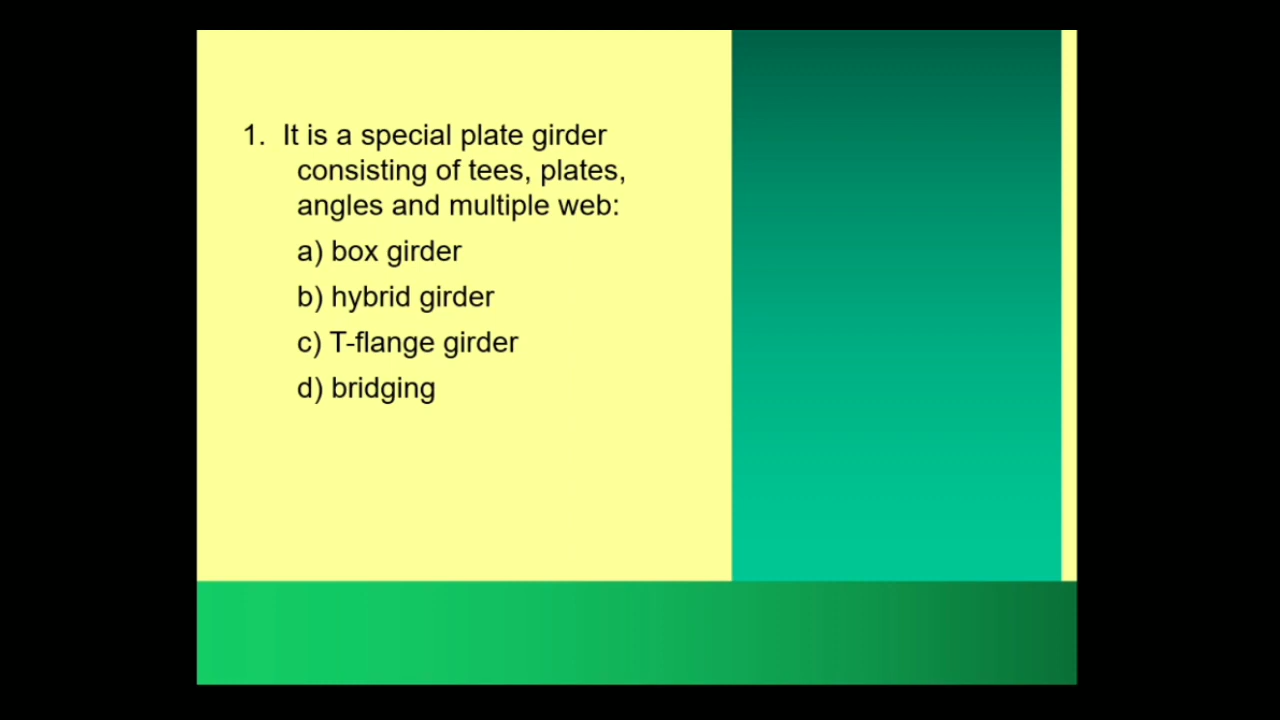 1. It is a special plate girder
consisting of tees, plates,
angles and multiple web:
a) box girder
b) hybrid girder
c) T-flange girder
d) bridging